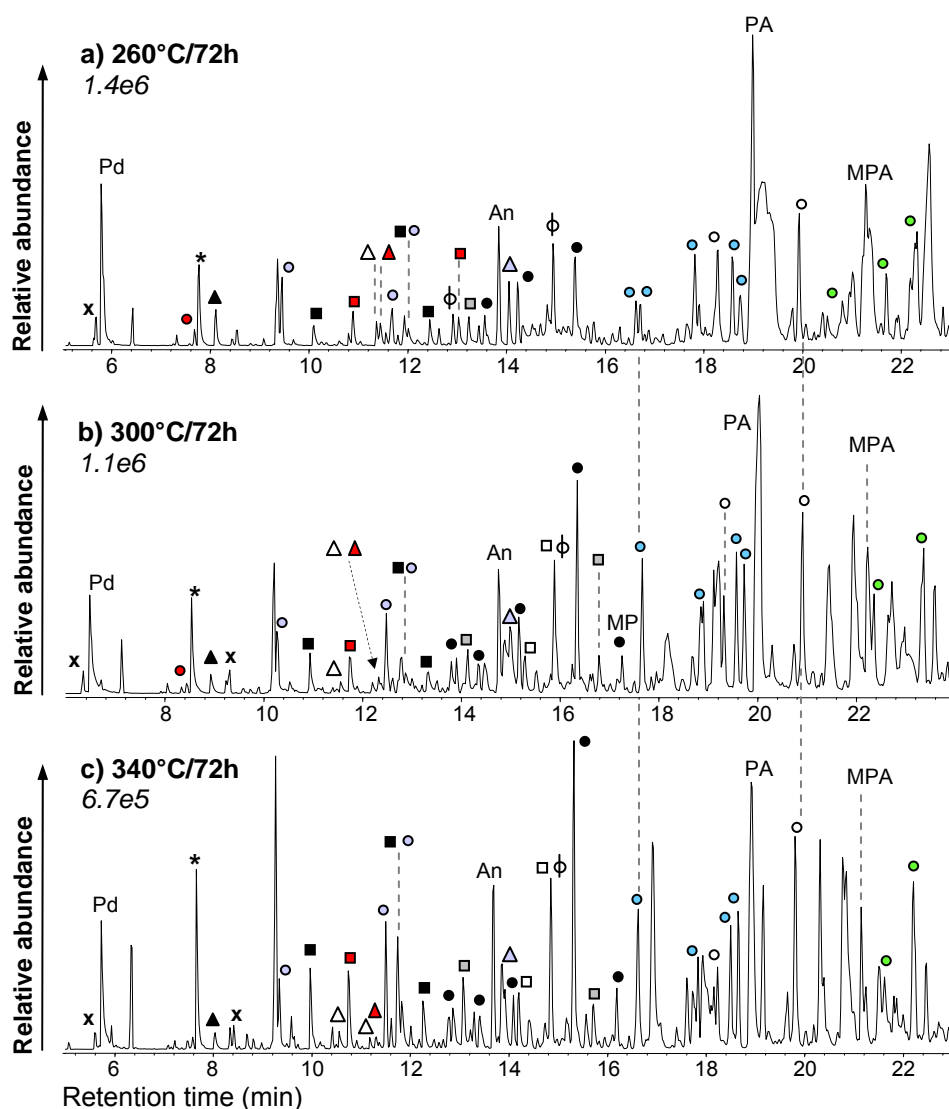 a) 260°C/72h
1.4e6
Relative abundance
x
Pd
*
An
PA
MPA
6 8 10 12 14 16 18 20 22
b) 300°C/72h
1.1e6
Relative abundance
x
Pd
*
x
An
MP
PA
MPA
8 10 12 14 16 18 20 22
c) 340°C/72h
6.7e5
Relative abundance
x
Pd
*
x
An
PA
MPA
6 8 10 12 14 16 18 20 22
Retention time (min)